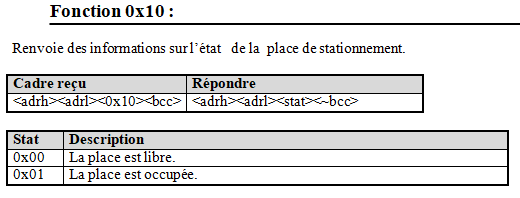 Fonction 0x10 :
Renvoie des informations sur l'état de la place de stationnement.
Cadre reçu Répondre
<adrh><adrl><0x10><bcc> <adrh><adrl><stat><~bcc>
Stat Description
0x00 La place est libre.
0x01 La place est occupée.